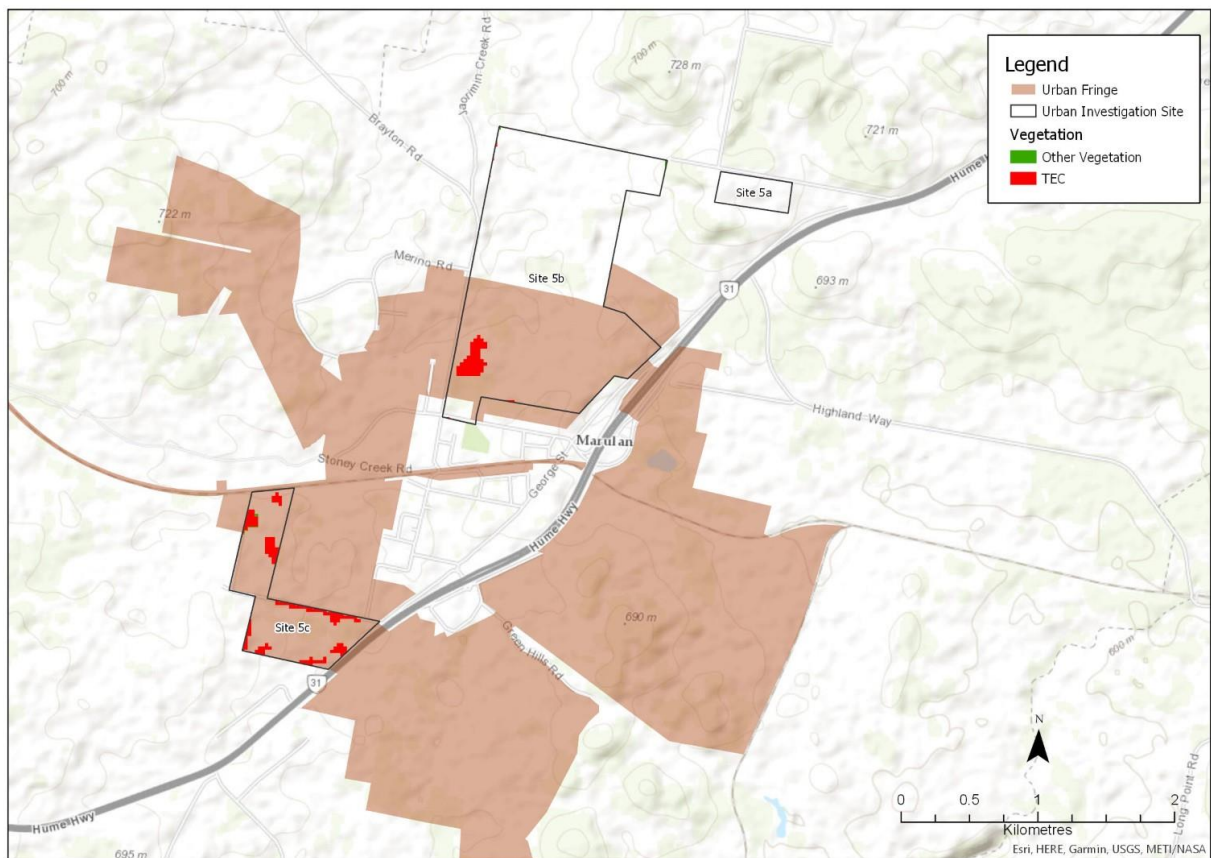 Legend
Urban Fringe
Urban Investigation Site
Vegetation
Other Vegetation
TEC
700 m
728 m
700 m
721 m
Brayton Rd
Hume
Site 5a
722 m
Merino Rd
Site 5b
31
693 m
Highland Way
Marulan
Stoney Creek Rd
George St
Hume Hwy
690 m
Site 5c
Green Hills Rd
31
600 m
N
Long Point Rd
0 0.5 1 2
Kilometres
Hume Hwy
695 m
Esri, HERE, Garmin, USGS, METI/NASA